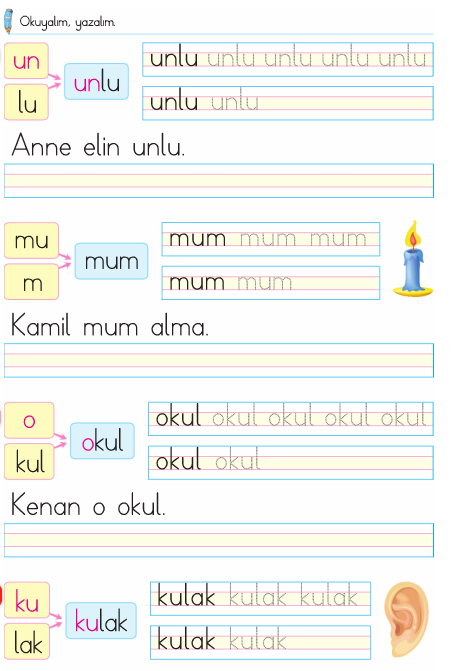 Okuyalım, yazalım.
un
lu
unlu
unlu unlu unlu unlu unlu
unlu unlu
Anne elin unlu.
mu
m
mum
mum mum mum
mum mum
Kamil mum alma.
o
kul
okul
okul okul okul okul okul
okul okul
Kenan o okul.
ku
lak
kulak
kulak kulak kulak
kulak kulak